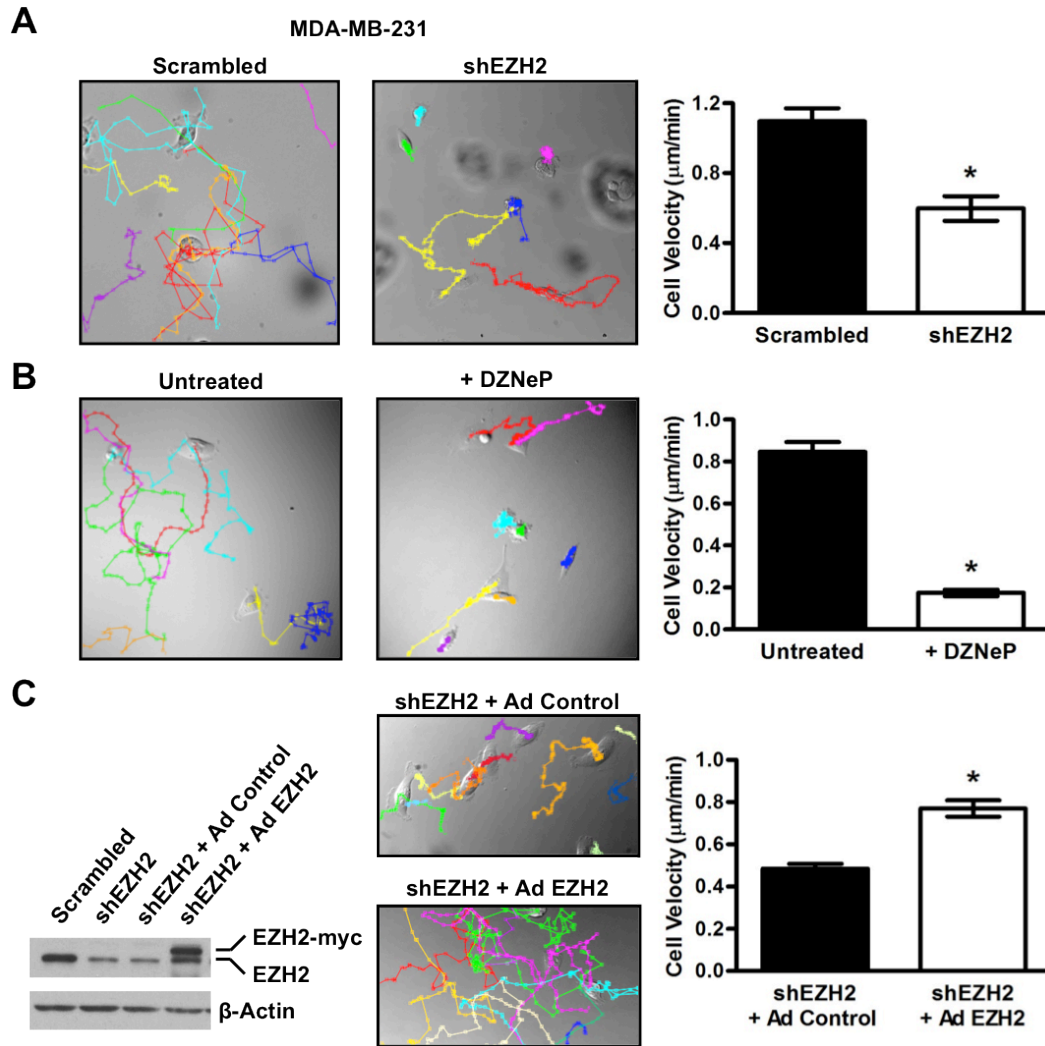 A
MDA-MB-231
Scrambled
shEZH2
Cell Velocity (μm/min)
1.2
0.9
0.6
0.4
0.0
*
Scrambled
shEZH2
B
Untreated
+ DZNeP
Cell Velocity (μm/min)
1.0
0.8
0.6
0.4
0.2
0.0
*
Untreated
+ DZNeP
C
Scrambled
shEZH2
shEZH2 + Ad Control
shEZH2 + Ad EZH2
EZH2-myc
EZH2
β-Actin
shEZH2 + Ad Control
shEZH2 + Ad EZH2
Cell Velocity (μm/min)
1.0
0.8
0.6
0.4
0.2
0.0
*
shEZH2
+ Ad Control
shEZH2
+ Ad EZH2